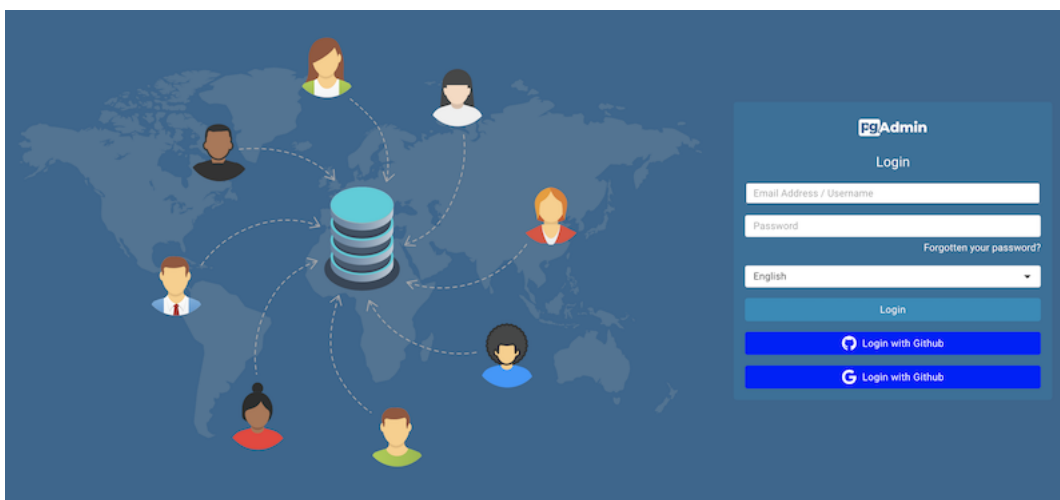 pgAdmin
Login
Email Address / Username
Password
Forgotten your password?
English
Login
Login with Github
Login with Github